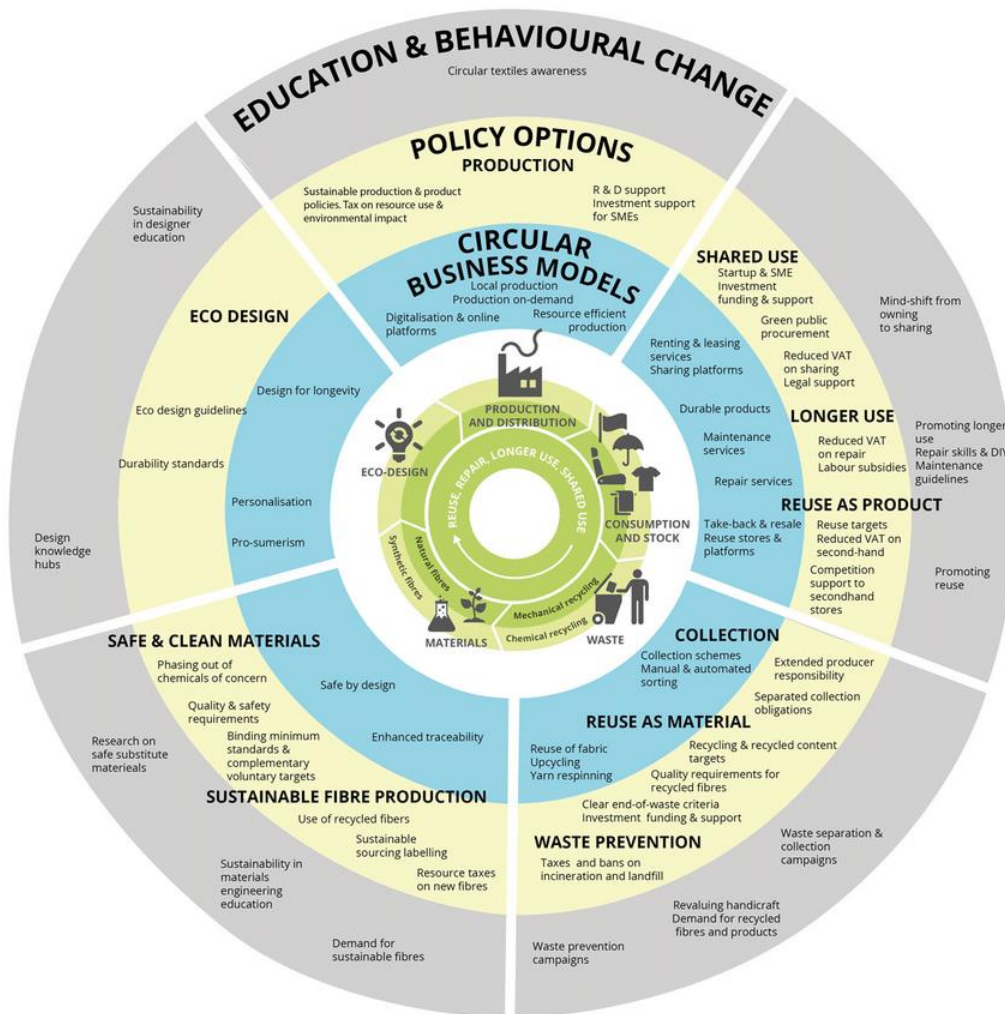 EDUCATION & BEHAVIOURAL CHANGE
Circular textiles awareness
POLICY OPTIONS
PRODUCTION
Sustainable production & product
policies. Tax on resource use &
environmental impact
R & D support
Investment support
for SMEs
CIRCULAR
BUSINESS MODELS
Local production
Production on-demand
Digitalisation & online
platforms
Resource efficient
production
Sustainability
in designer
education
ECO DESIGN
Design for longevity
Eco design guidelines
Durability standards
Personalisation
Pro-sumerism
Design
knowledge
hubs
SHARED USE
Startup & SME
Investment
funding & support
Green public
procurement
Reduced VAT
on sharing
Legal support
Mind-shift from
owning
to sharing
Renting & leasing
services
Sharing platforms
Durable products
LONGER USE
Maintenance
services
Reduced VAT
on repair
Labour subsidies
Promoting longer
use
Repair skills & DIY
Maintenance
guidelines
Repair services
REUSE AS PRODUCT
Take-back & resale
Reuse stores &
platforms
Reuse targets
Reduced VAT on
second-hand
Competition
support to
secondhand
stores
Promoting
reuse
PRODUCTION
AND DISTRIBUTION
ECO-DESIGN
REUSE, REPAIR, LONGER USE, SHARED USE
CONSUMPTION
AND STOCK
Synthetic fibres
Natural fibres
Mechanical recycling
Chemical recycling
MATERIALS
WASTE
SAFE & CLEAN MATERIALS
Phasing out of
chemicals of concern
Safe by design
Quality & safety
requirements
Enhanced traceability
Binding minimum
standards &
complementary
voluntary targets
Research on
safe substitute
matereials
SUSTAINABLE FIBRE PRODUCTION
Use of recycled fibers
Sustainable
sourcing labelling
Resource taxes
on new fibres
Sustainability in
materials
engineering
education
Demand for
sustainable fibres
COLLECTION
Collection schemes
Manual & automated
sorting
Extended producer
responsibility
Separated collection
obligations
REUSE AS MATERIAL
Reuse of fabric
Upcycling
Yarn respinning
Recycling & recycled content
targets
Quality requirements for
recycled fibres
Clear end-of-waste criteria
Investment funding & support
WASTE PREVENTION
Taxes and bans on
incineration and landfill
Waste separation &
collection
campaigns
Revaluing handicraft
Demand for recycled
fibres and products
Waste prevention
campaigns